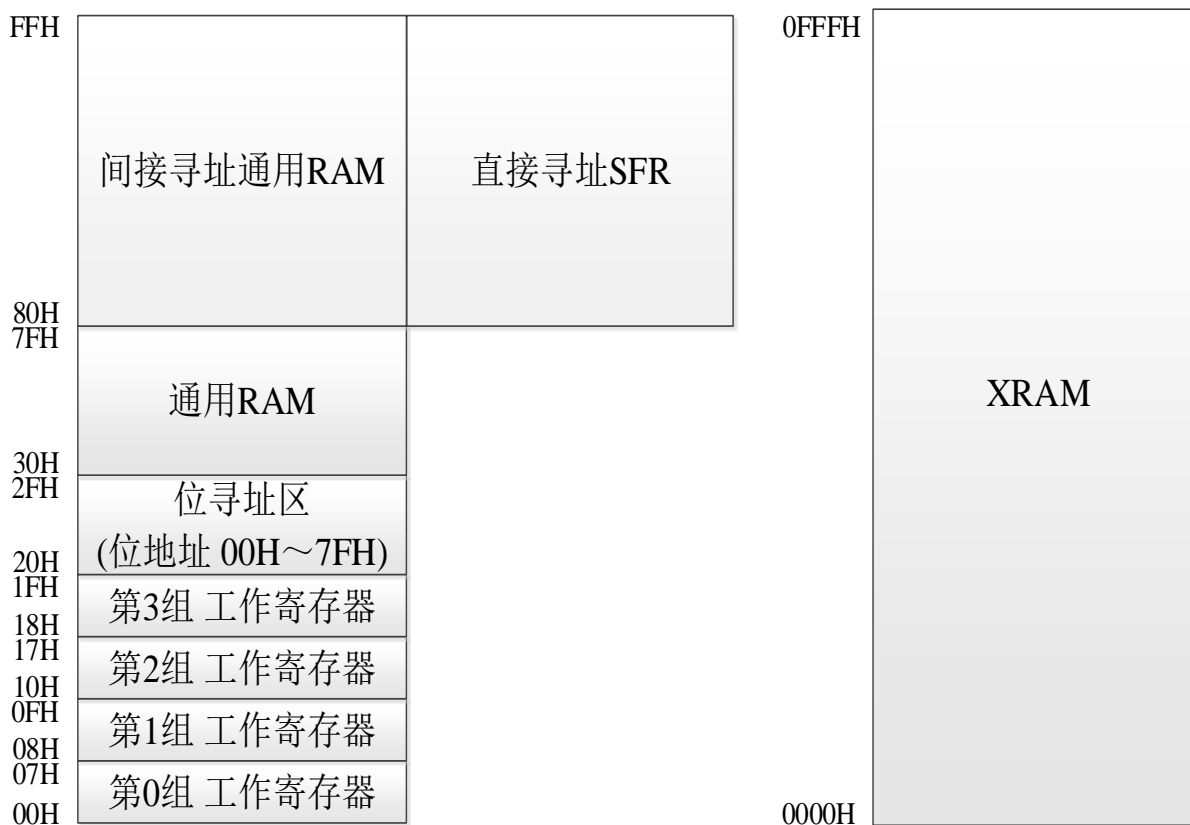 FFH
间接寻址通用RAM
直接寻址SFR
80H
7FH
通用RAM
30H
2FH
位寻址区
(位地址 00H～7FH)
20H
1FH
第3组 工作寄存器
18H
17H
第2组 工作寄存器
10H
0FH
第1组 工作寄存器
08H
07H
第0组 工作寄存器
00H
0FFFH
XRAM
0000H